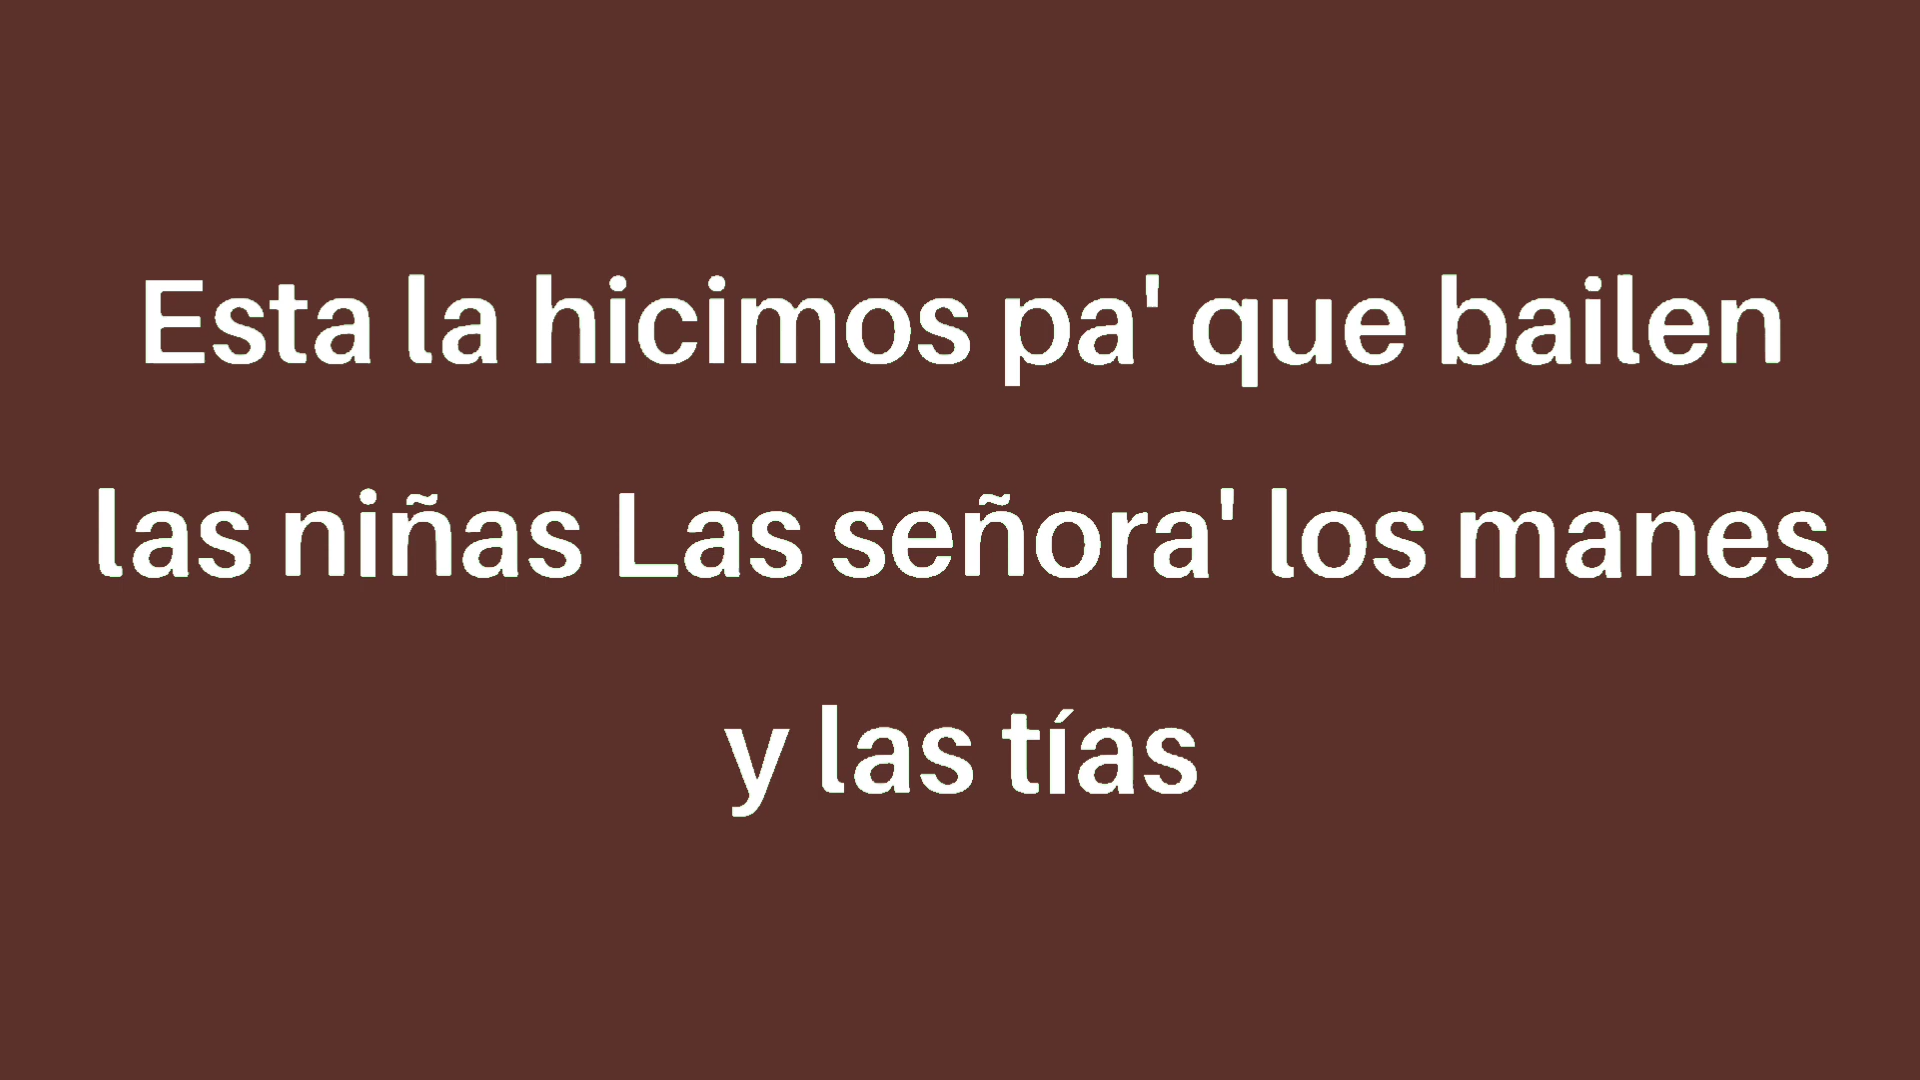 Esta la hicimos pa' que bailen
las niñas Las señora' los manes
y las tías